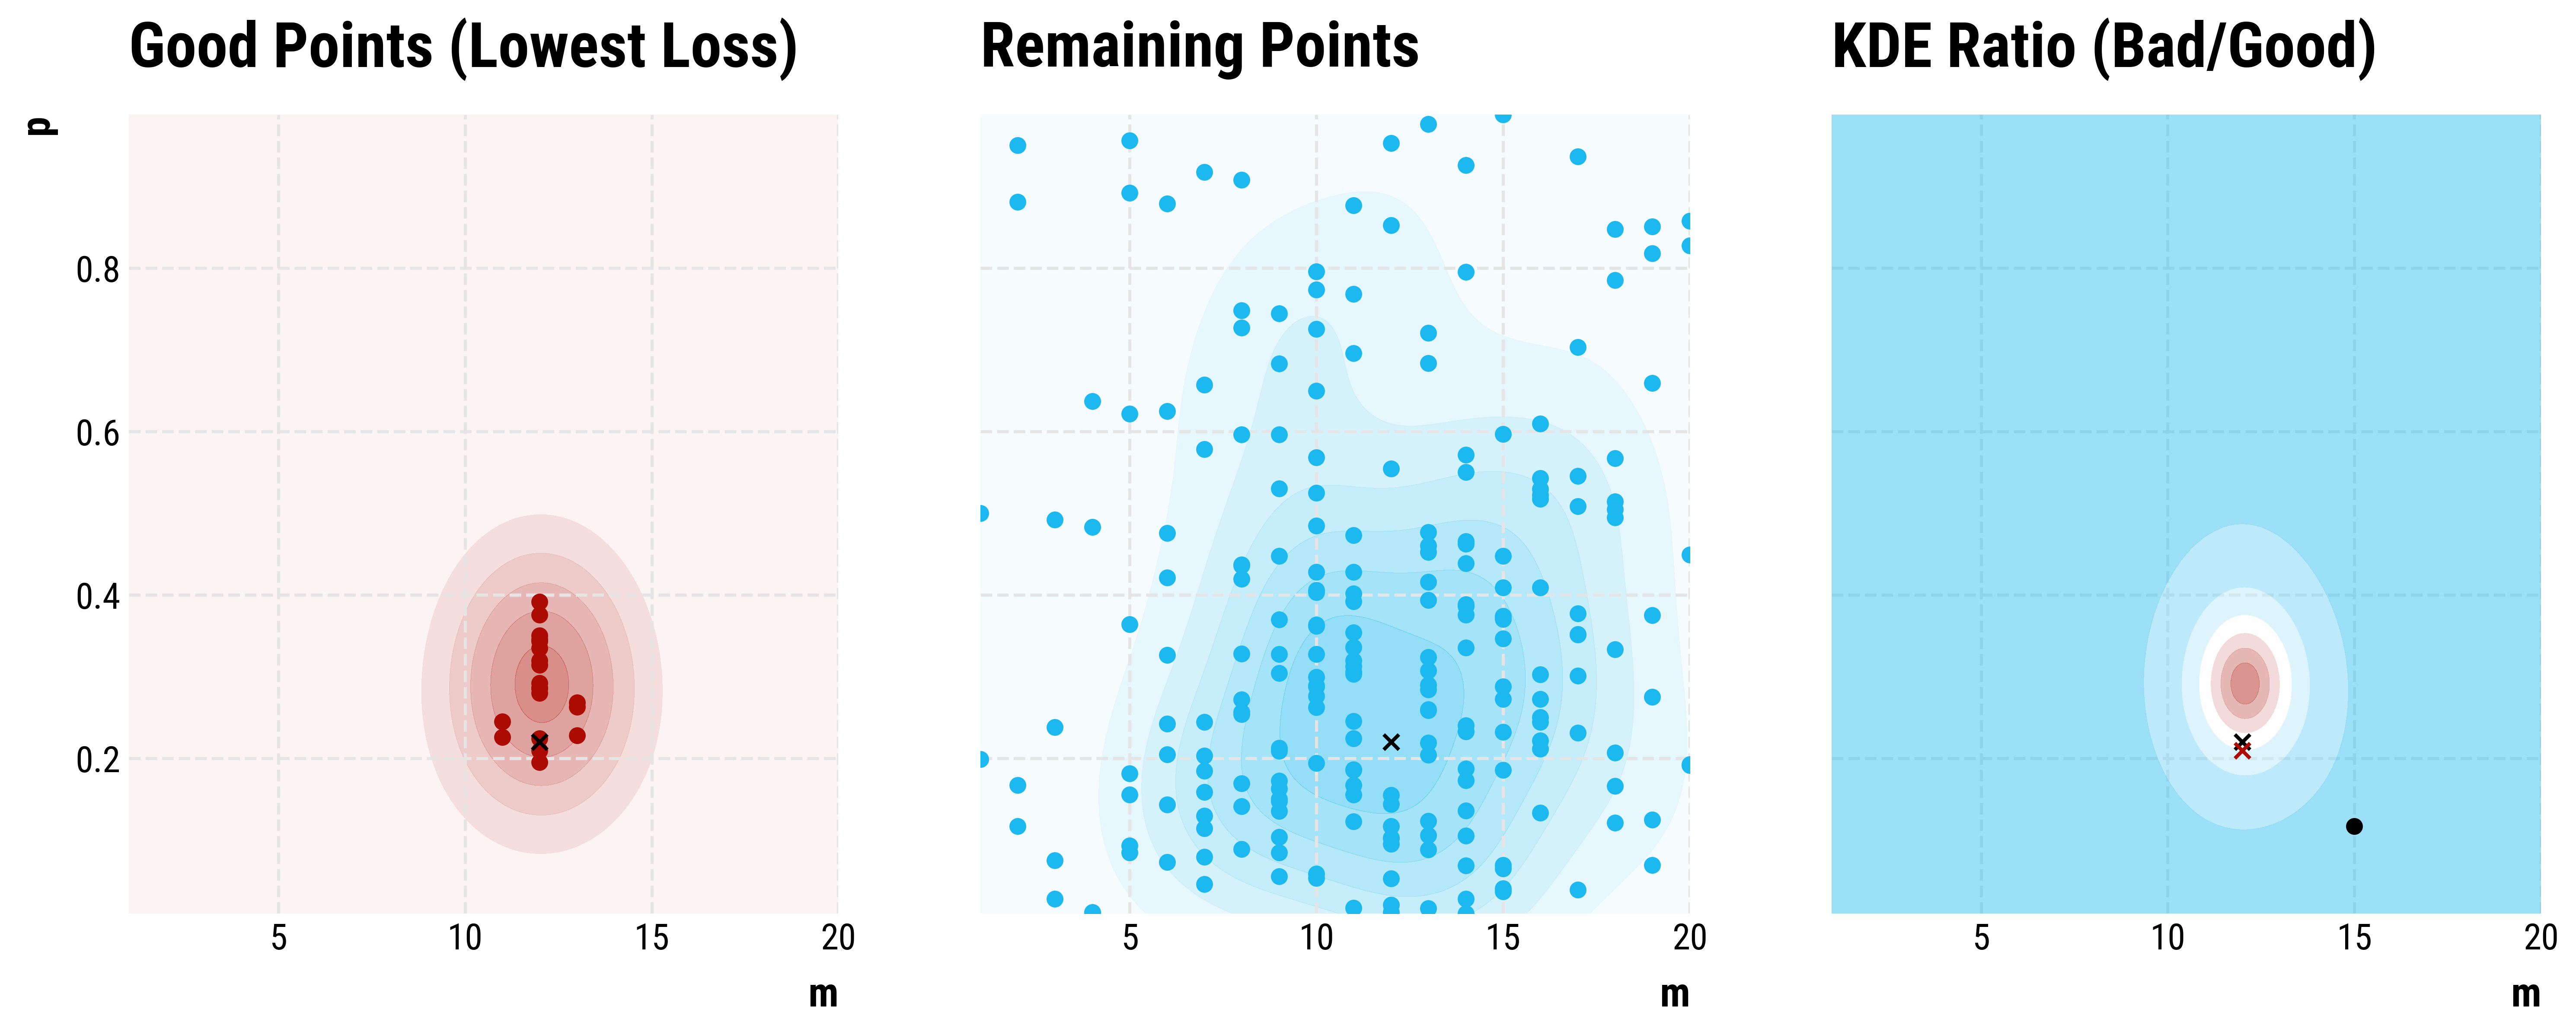 Good Points (Lowest Loss)
Remaining Points
KDE Ratio (Bad/Good)
p
0.8
0.6
0.4
0.2
5 10 15 20
m
5 10 15 20
m
5 10 15 20
m